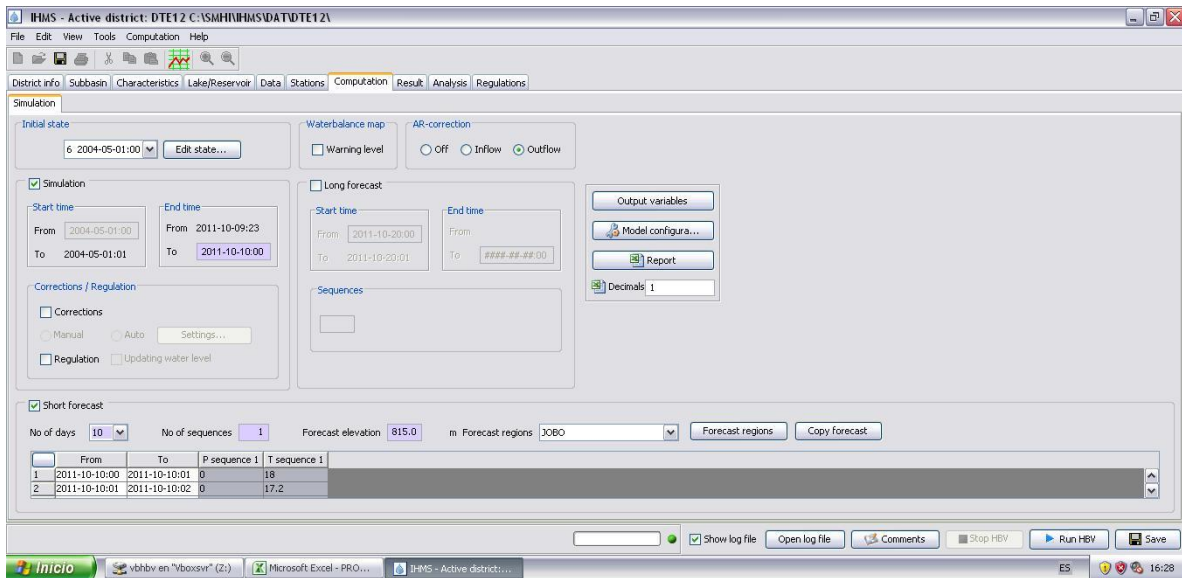 IHMS - Active district: DTE12 C:\SMHI\IHMS\DAT\DTE12\
File Edit View Tools Computation Help
District info Subbasin Characteristics Lake/Reservoir Data Stations Computation Result Analysis Regulations
Simulation
Initial state
6 2004-05-01:00 Edit state...
Waterbalance map
Warning level
AR-correction
Off Inflow Outflow
Simulation
Start time
From 2004-05-01:00
To 2004-05-01:01
End time
From 2011-10-09:23
To 2011-10-10:00
Corrections / Regulation
Corrections
Manual Auto Settings...
Regulation Updating water level
Long forecast
Start time
From 2011-10-20:00
To 2011-10-20:01
End time
From
To ####-##-##:00
Sequences
Output variables
Model configura...
Report
Decimals 1
Short forecast
No of days 10 No of sequences 1 Forecast elevation 815.0 m Forecast regions JOBO Forecast regions Copy forecast
From To P sequence 1 T sequence 1
1 2011-10-10:00 2011-10-10:01 0 18
2 2011-10-10:01 2011-10-10:02 0 17.2
Show log file Open log file Comments Stop HBV Run HBV Save
Inicio vbhbv en "Vboxsvr" (Z:) Microsoft Excel - PRO... IHMS - Active district:... ES 16:28